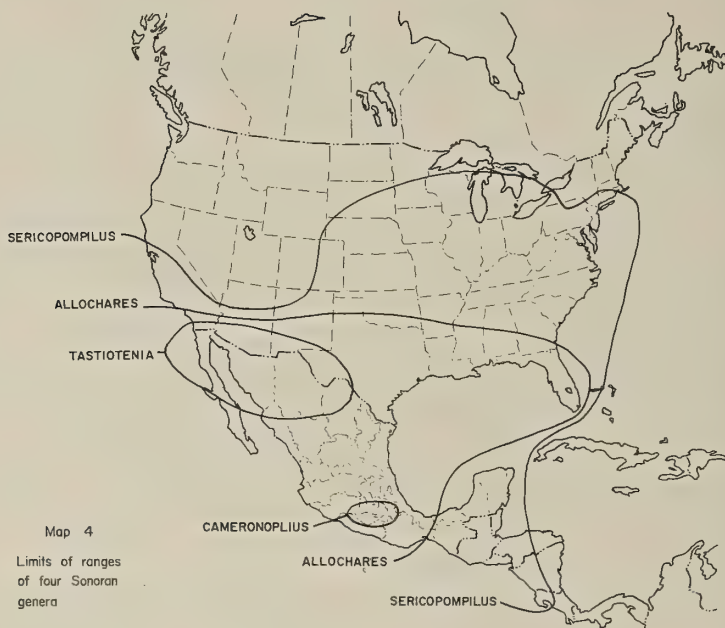 SERICOPOMPILUS
ALLOCHARES
TASTIOTENIA
CAMERONOPLIUS
Map 4
Limits of ranges
of four Sonoran
genera
ALLOCHARES
SERICOPOMPILUS